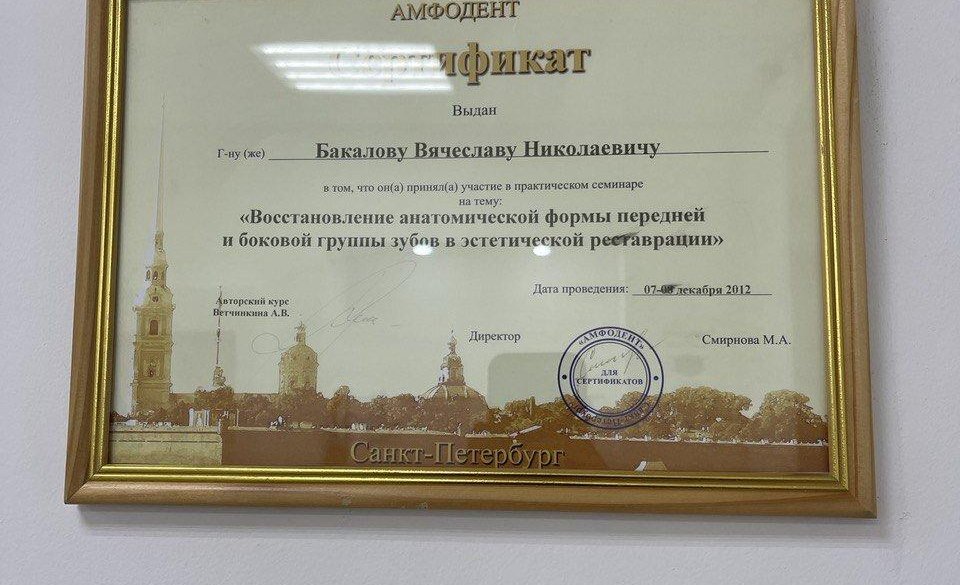 АМФОДЕНТ
Сертификат
Выдан
Г-ну (же) Бакалову Вячеславу Николаевичу
в том, что он(а) принял(а) участие в практическом семинаре
на тему:
«Восстановление анатомической формы передней
и боковой группы зубов в эстетической реставрации»
Дата проведения: 07-08 декабря 2012
Авторский курс
Ветчинкина А.В.
Директор
Смирнова М.А.
«АМФОДЕНТ»
ДЛЯ
СЕРТИФИКАТОВ
Санкт-Петербург